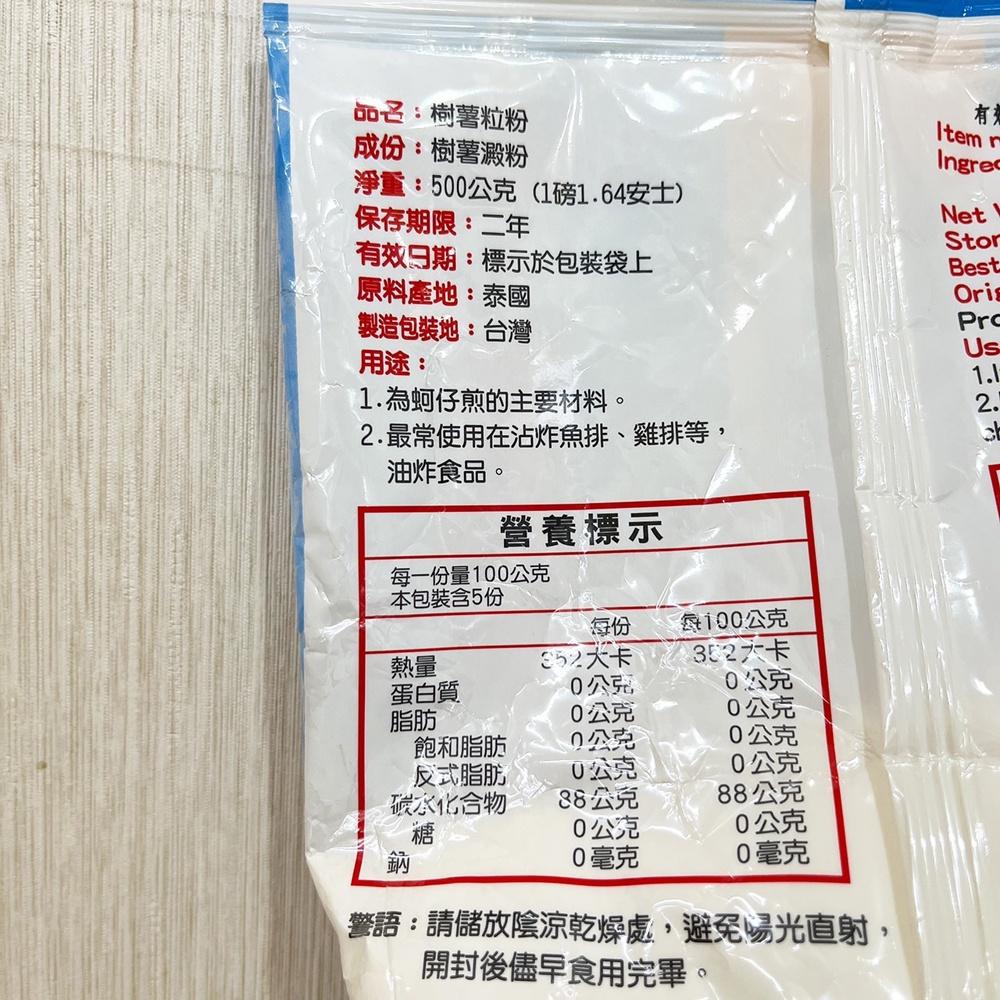 品名：樹薯粒粉
成份：樹薯澱粉
淨重：500公克（1磅1.64安士）
保存期限：二年
有效日期：標示於包裝袋上
原料產地：泰國
製造包裝地：台灣
用途：
1.為蚵仔煎的主要材料。
2.最常使用在沾炸魚排、雞排等，
油炸食品。
營養標示
每一份量100公克
本包裝含5份
每份 每100公克
熱量 352大卡 352大卡
蛋白質 0公克 0公克
脂肪 0公克 0公克
飽和脂肪 0公克 0公克
反式脂肪 0公克 0公克
碳水化合物 88公克 88公克
糖 0公克 0公克
鈉 0毫克 0毫克
警語：請儲放陰涼乾燥處，避免陽光直射，
開封後儘早食用完畢。
有
Item
Net
Best
1.
2.